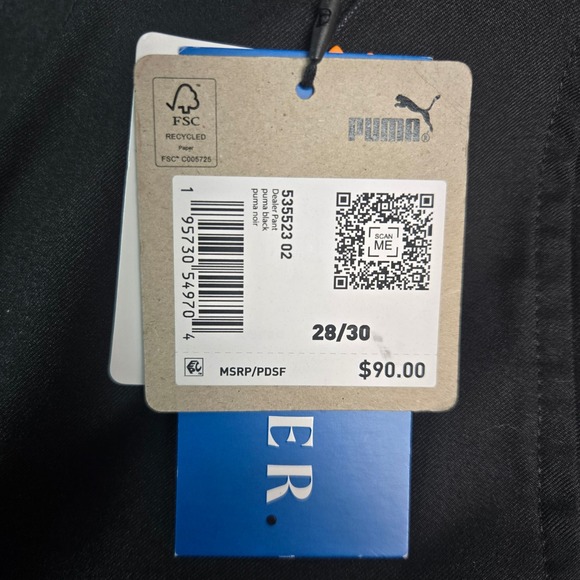 FSC
RECYCLED
Paper
FSC® C005725
PUMA®
535523 02
Dealer Pant
puma black
puma noir
1 95730 54970 4
SCAN
ME
28/30
MSRP/PDSF
$90.00
ER